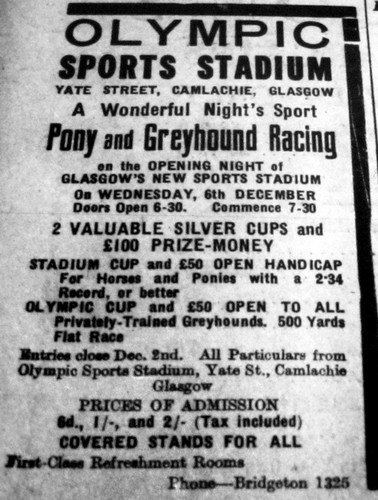 OLYMPIC
SPORTS STADIUM
YATE STREET, CAMLACHIE, GLASGOW
A Wonderful Night's Sport
Pony and Greyhound Racing
on the OPENING NIGHT of
GLASGOW'S NEW SPORTS STADIUM
On WEDNESDAY, 6th DECEMBER
Doors Open 6-30. Commence 7-30
2 VALUABLE SILVER CUPS and
£100 PRIZE-MONEY
STADIUM CUP and £50 OPEN HANDICAP
For Horses and Ponies with a 2·34
Record, or better
OLYMPIC CUP and £50 OPEN TO ALL
Privately-Trained Greyhounds. 500 Yards
Flat Race
Entries close Dec. 2nd. All Particulars from
Olympic Sports Stadium, Yate St., Camlachie
Glasgow
PRICES OF ADMISSION
6d., 1/-, and 2/- (Tax included)
COVERED STANDS FOR ALL
First-Class Refreshment Rooms
Phone—Bridgeton 1325